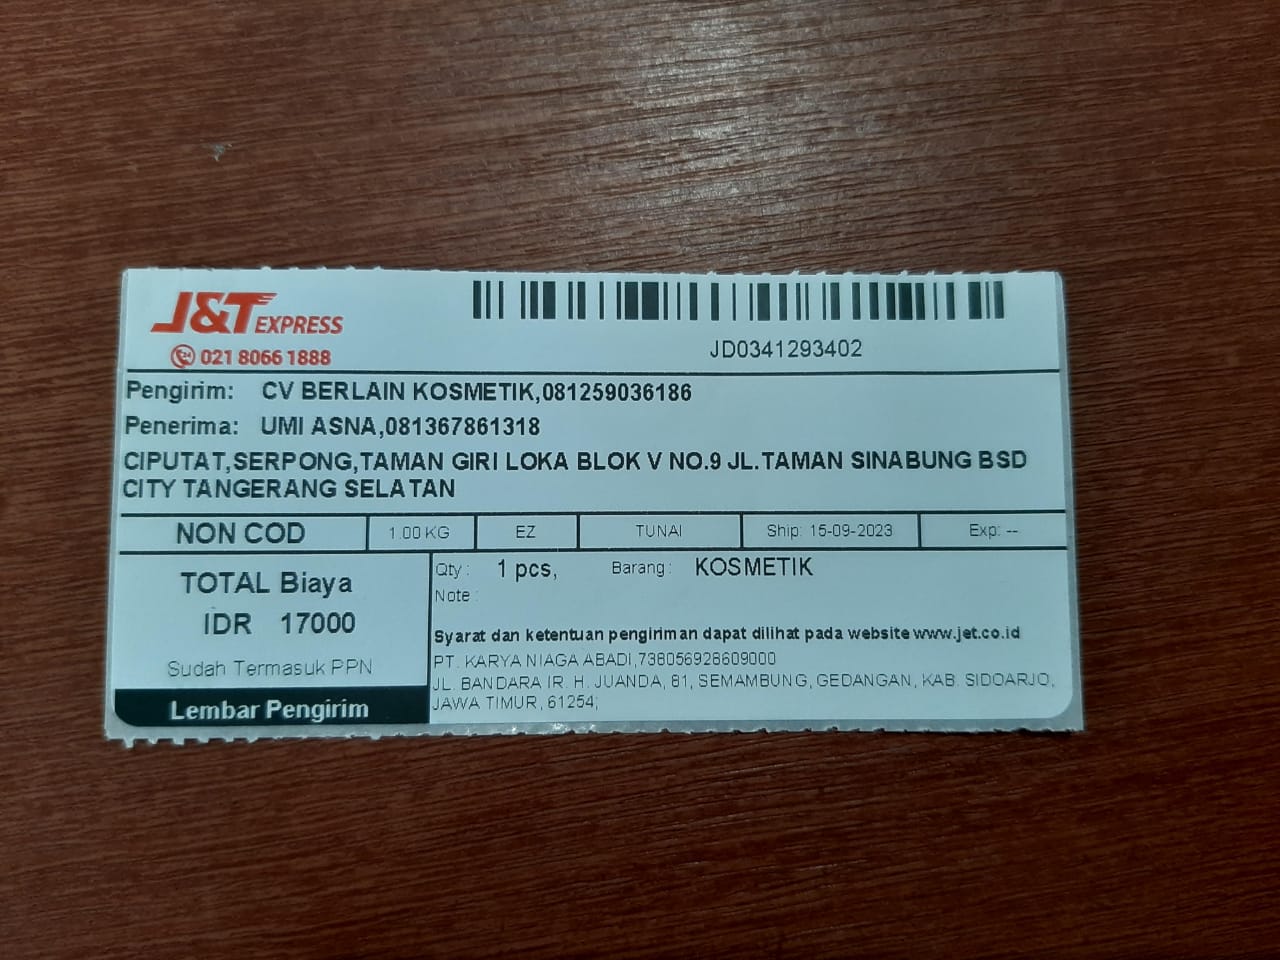 J&T EXPRESS
021 8066 1888
JD0341293402
Pengirim: CV BERLAIN KOSMETIK,081259036186
Penerima: UMI ASNA,081367861318
CIPUTAT,SERPONG,TAMAN GIRI LOKA BLOK V NO.9 JL.TAMAN SINABUNG BSD
CITY TANGERANG SELATAN
NON COD 1.00 KG EZ TUNAI Ship: 15-09-2023 Exp: --
TOTAL Biaya
IDR 17000
Sudah Termasuk PPN
Lembar Pengirim
Qty : 1 pcs, Barang : KOSMETIK
Note :
Syarat dan ketentuan pengiriman dapat dilihat pada website www.jet.co.id
PT. KARYA NIAGA ABADI,738056928609000
JL. BANDARA IR. H. JUANDA, 81, SEMAMBUNG, GEDANGAN, KAB. SIDOARJO,
JAWA TIMUR, 61254;